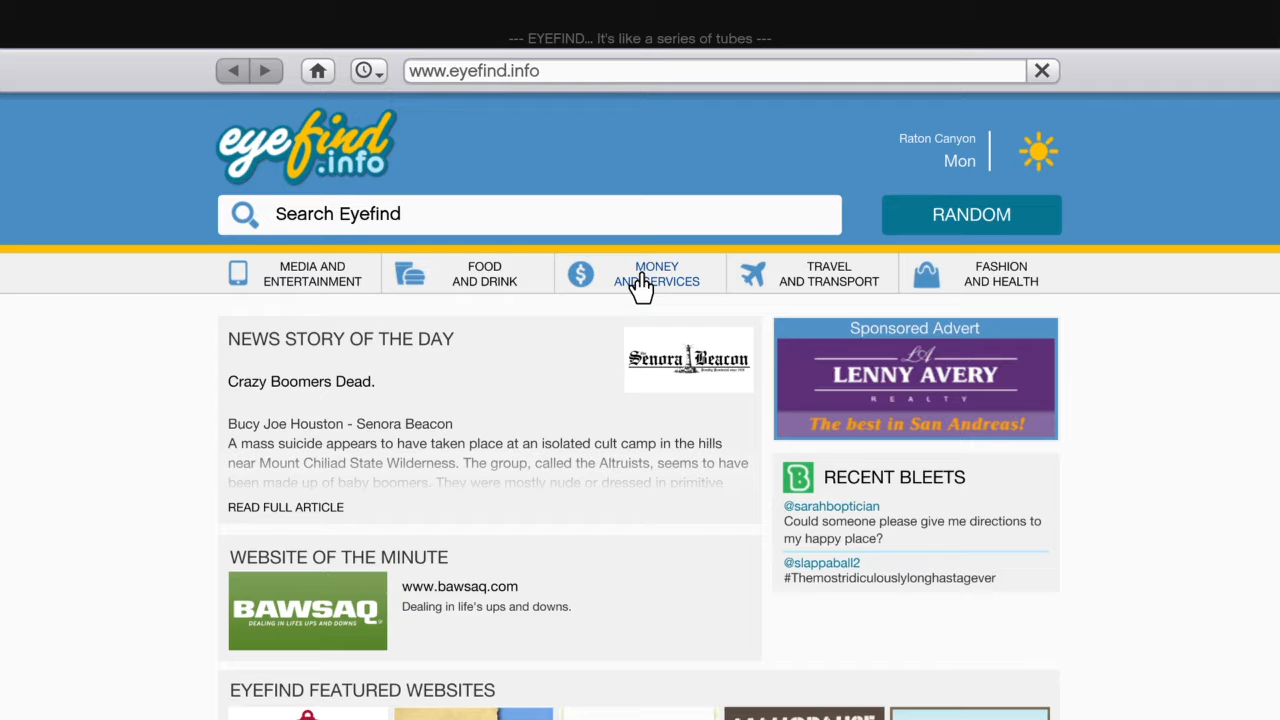 --- EYEFIND... It's like a series of tubes ---
www.eyefind.info
eyefind
.info
Raton Canyon
Mon
Search Eyefind
RANDOM
MEDIA AND
ENTERTAINMENT
FOOD
AND DRINK
MONEY
AND SERVICES
TRAVEL
AND TRANSPORT
FASHION
AND HEALTH
NEWS STORY OF THE DAY
Senora Beacon
Crazy Boomers Dead.
Bucy Joe Houston - Senora Beacon
A mass suicide appears to have taken place at an isolated cult camp in the hills
near Mount Chiliad State Wilderness. The group, called the Altruists, seems to have
been made up of baby boomers. They were mostly nude or dressed in primitive
READ FULL ARTICLE
Sponsored Advert
LA
LENNY AVERY
REALTY
The best in San Andreas!
B
RECENT BLEETS
@sarahboptician
Could someone please give me directions to
my happy place?
@slappaball2
#Themostridiculouslylonghastagever
WEBSITE OF THE MINUTE
BAWSAQ
DEALING IN LIFES UPS AND DOWNS
www.bawsaq.com
Dealing in life's ups and downs.
EYEFIND FEATURED WEBSITES